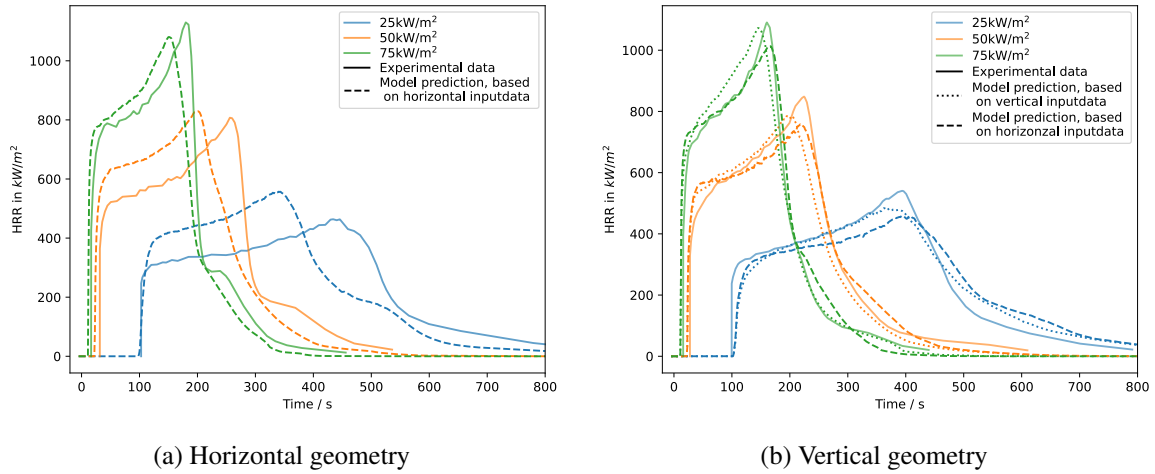 25kW/m²
50kW/m²
75kW/m²
Experimental data
Model prediction, based
on horizontal inputdata
HRR in kW/m²
1000
800
600
400
200
0
0 100 200 300 400 500 600 700 800
Time / s
(a) Horizontal geometry
25kW/m²
50kW/m²
75kW/m²
Experimental data
Model prediction, based
on vertical inputdata
Model prediction, based
on horizonzal inputdata
HRR in kW/m²
1000
800
600
400
200
0
0 100 200 300 400 500 600 700 800
Time / s
(b) Vertical geometry